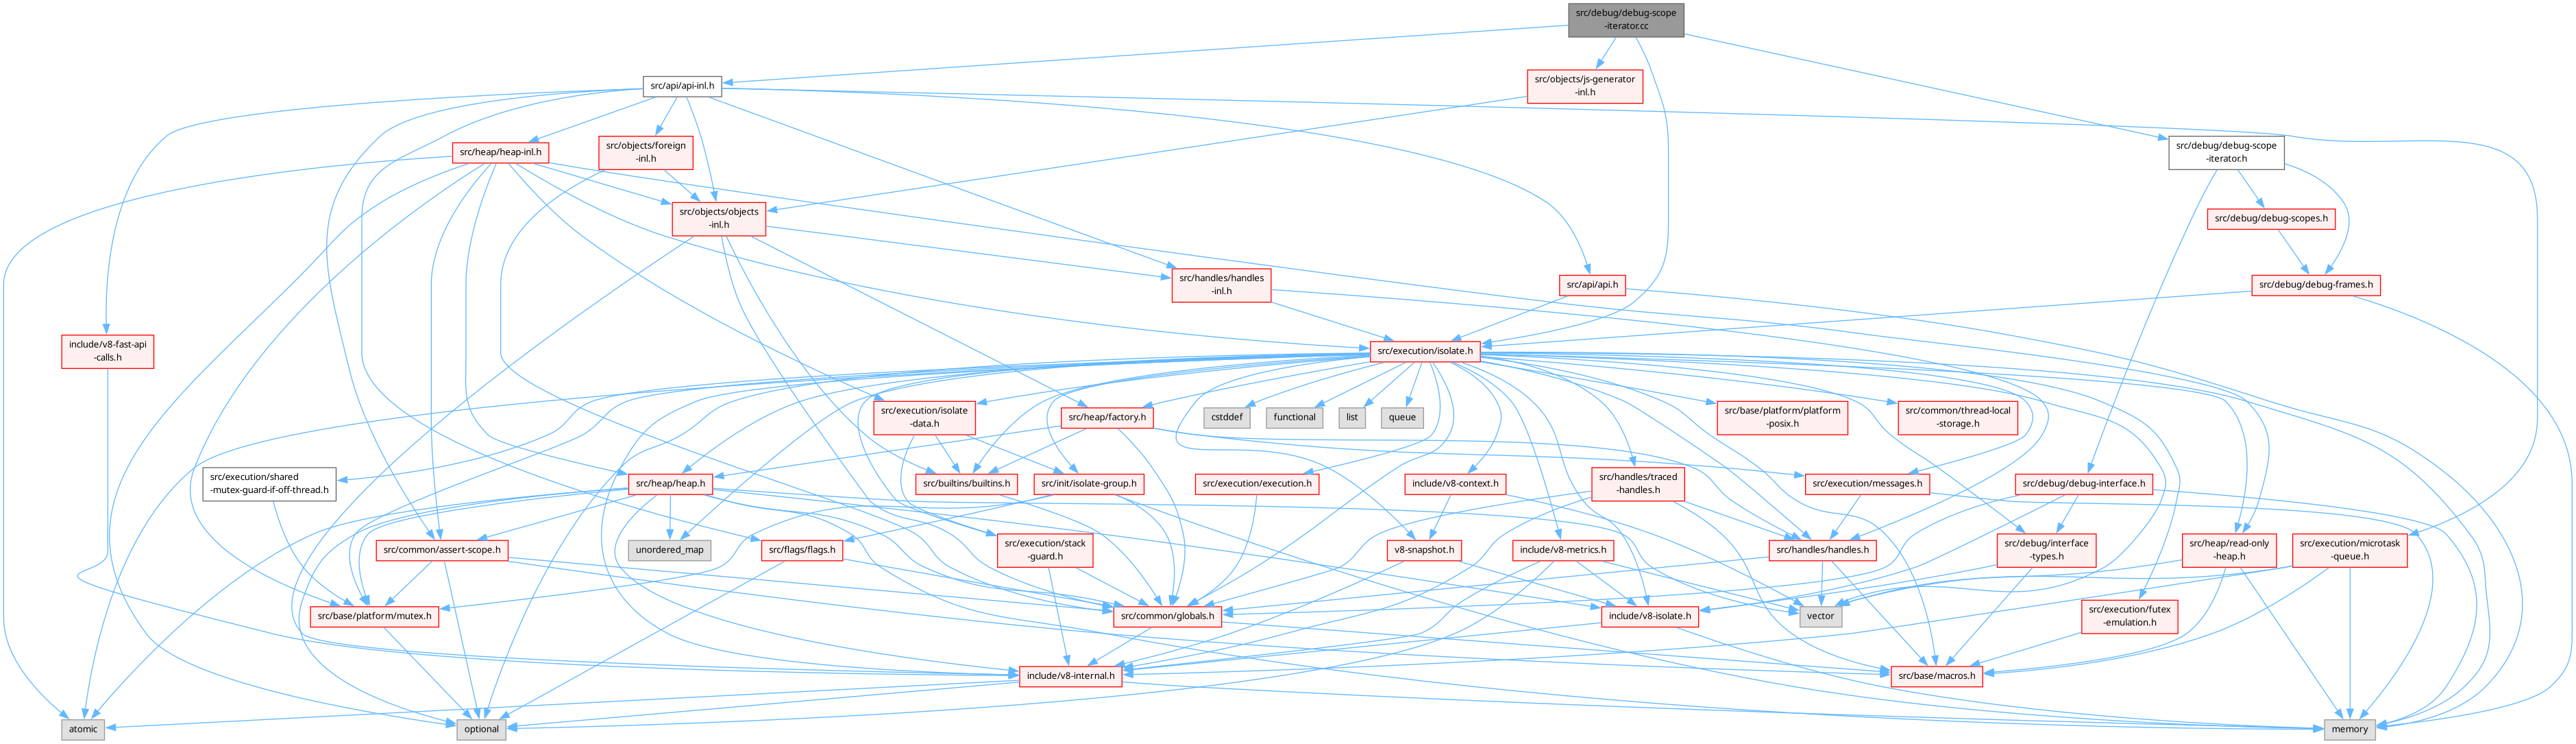 src/debug/debug-scope
-iterator.cc
src/api/api-inl.h
src/objects/js-generator
-inl.h
src/heap/heap-inl.h
src/objects/foreign
-inl.h
src/debug/debug-scope
-iterator.h
src/objects/objects
-inl.h
src/debug/debug-scopes.h
src/handles/handles
-inl.h
src/api/api.h
src/debug/debug-frames.h
include/v8-fast-api
-calls.h
src/execution/isolate.h
src/execution/isolate
-data.h
src/heap/factory.h
cstddef
functional
list
queue
src/base/platform/platform
-posix.h
src/common/thread-local
-storage.h
src/execution/shared
-mutex-guard-if-off-thread.h
src/heap/heap.h
src/builtins/builtins.h
src/init/isolate-group.h
src/execution/execution.h
include/v8-context.h
src/handles/traced
-handles.h
src/execution/messages.h
src/debug/debug-interface.h
src/common/assert-scope.h
unordered_map
src/flags/flags.h
src/execution/stack
-guard.h
v8-snapshot.h
include/v8-metrics.h
src/handles/handles.h
src/debug/interface
-types.h
src/heap/read-only
-heap.h
src/execution/microtask
-queue.h
src/base/platform/mutex.h
src/common/globals.h
include/v8-isolate.h
vector
src/execution/futex
-emulation.h
include/v8-internal.h
src/base/macros.h
atomic
optional
memory